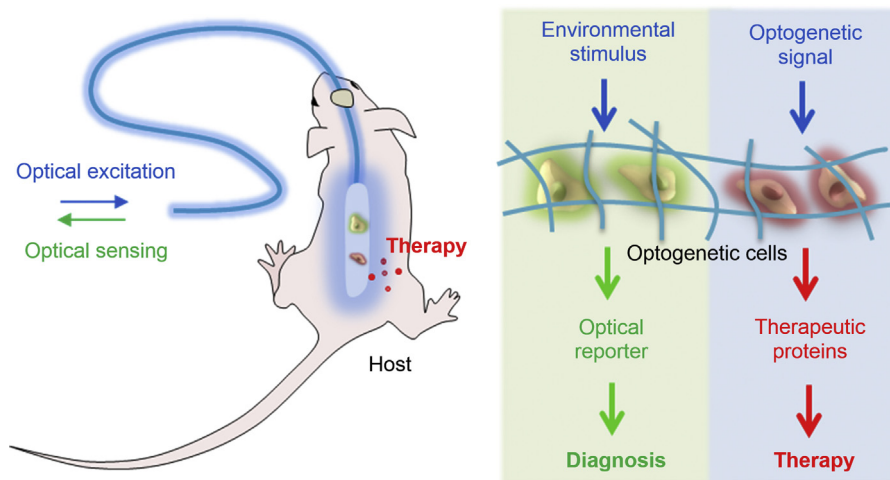 Optical excitation
Optical sensing
Therapy
Host
Environmental
stimulus
Optogenetic
signal
Optogenetic cells
Optical
reporter
Therapeutic
proteins
Diagnosis
Therapy